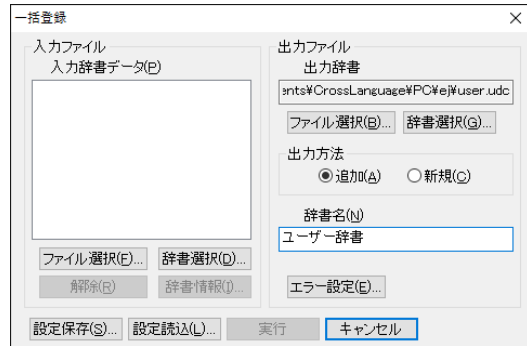 一括登録
入力ファイル
入力辞書データ(P)
ファイル選択(F)... 辞書選択(D)...
解除(R) 辞書情報(I)...
出力ファイル
出力辞書
ents¥CrossLanguage¥PC¥ej¥user.udc
ファイル選択(B)... 辞書選択(G)...
出力方法
追加(A) 新規(C)
辞書名(N)
ユーザー辞書
エラー設定(E)...
設定保存(S)... 設定読込(L)... 実行 キャンセル